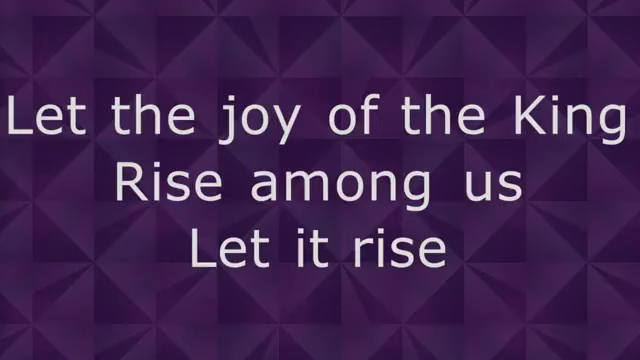 Let the joy of the King
Rise among us
Let it rise